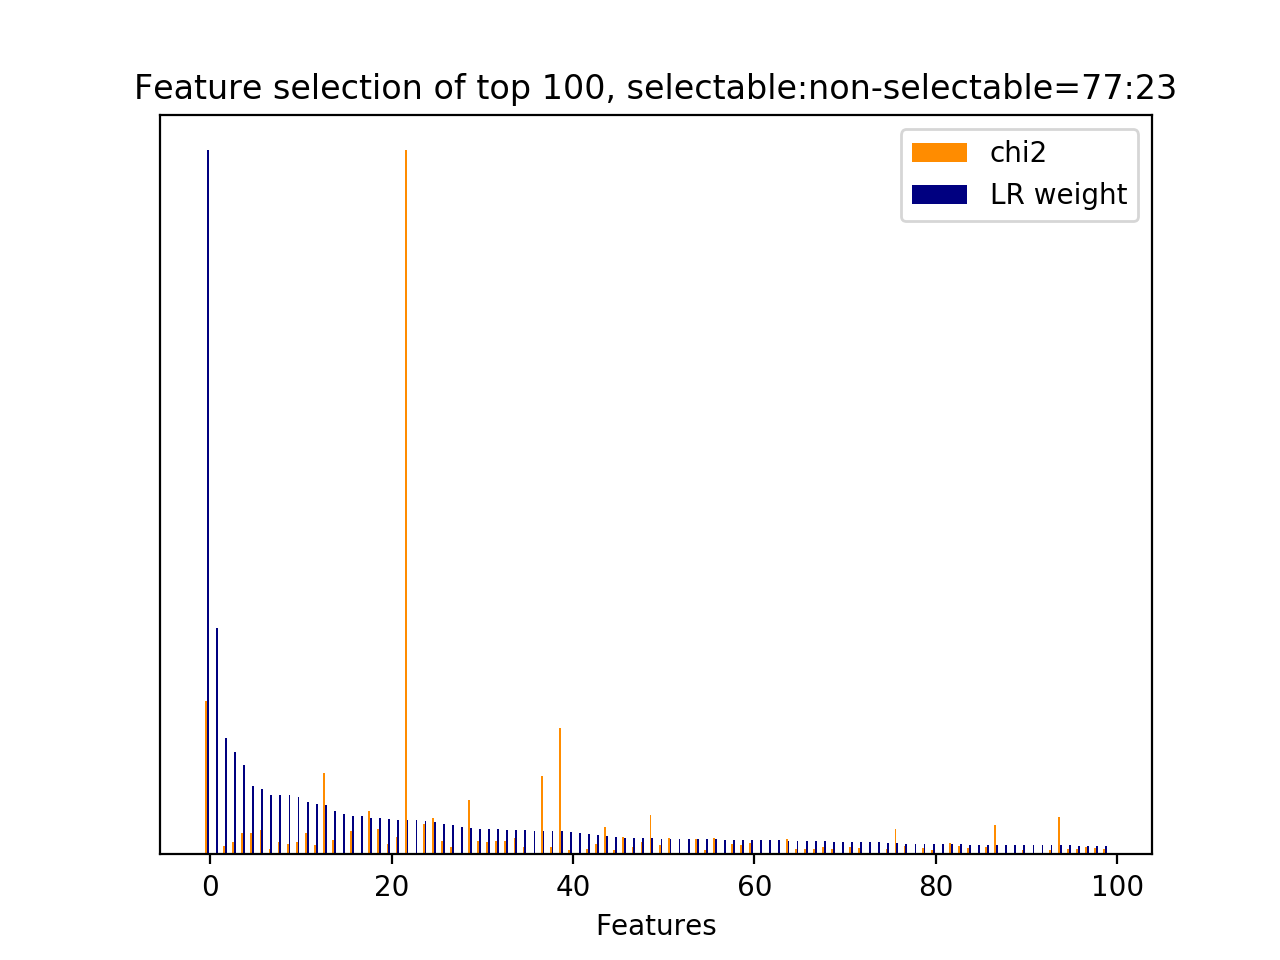 Feature selection of top 100, selectable:non-selectable=77:23
chi2
LR weight
0 20 40 60 80 100
Features